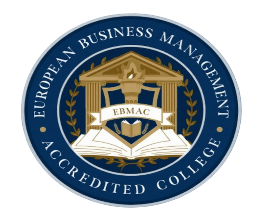 EUROPEAN BUSINESS MANAGEMENT
EBMAC
ACCREDITED COLLEGE